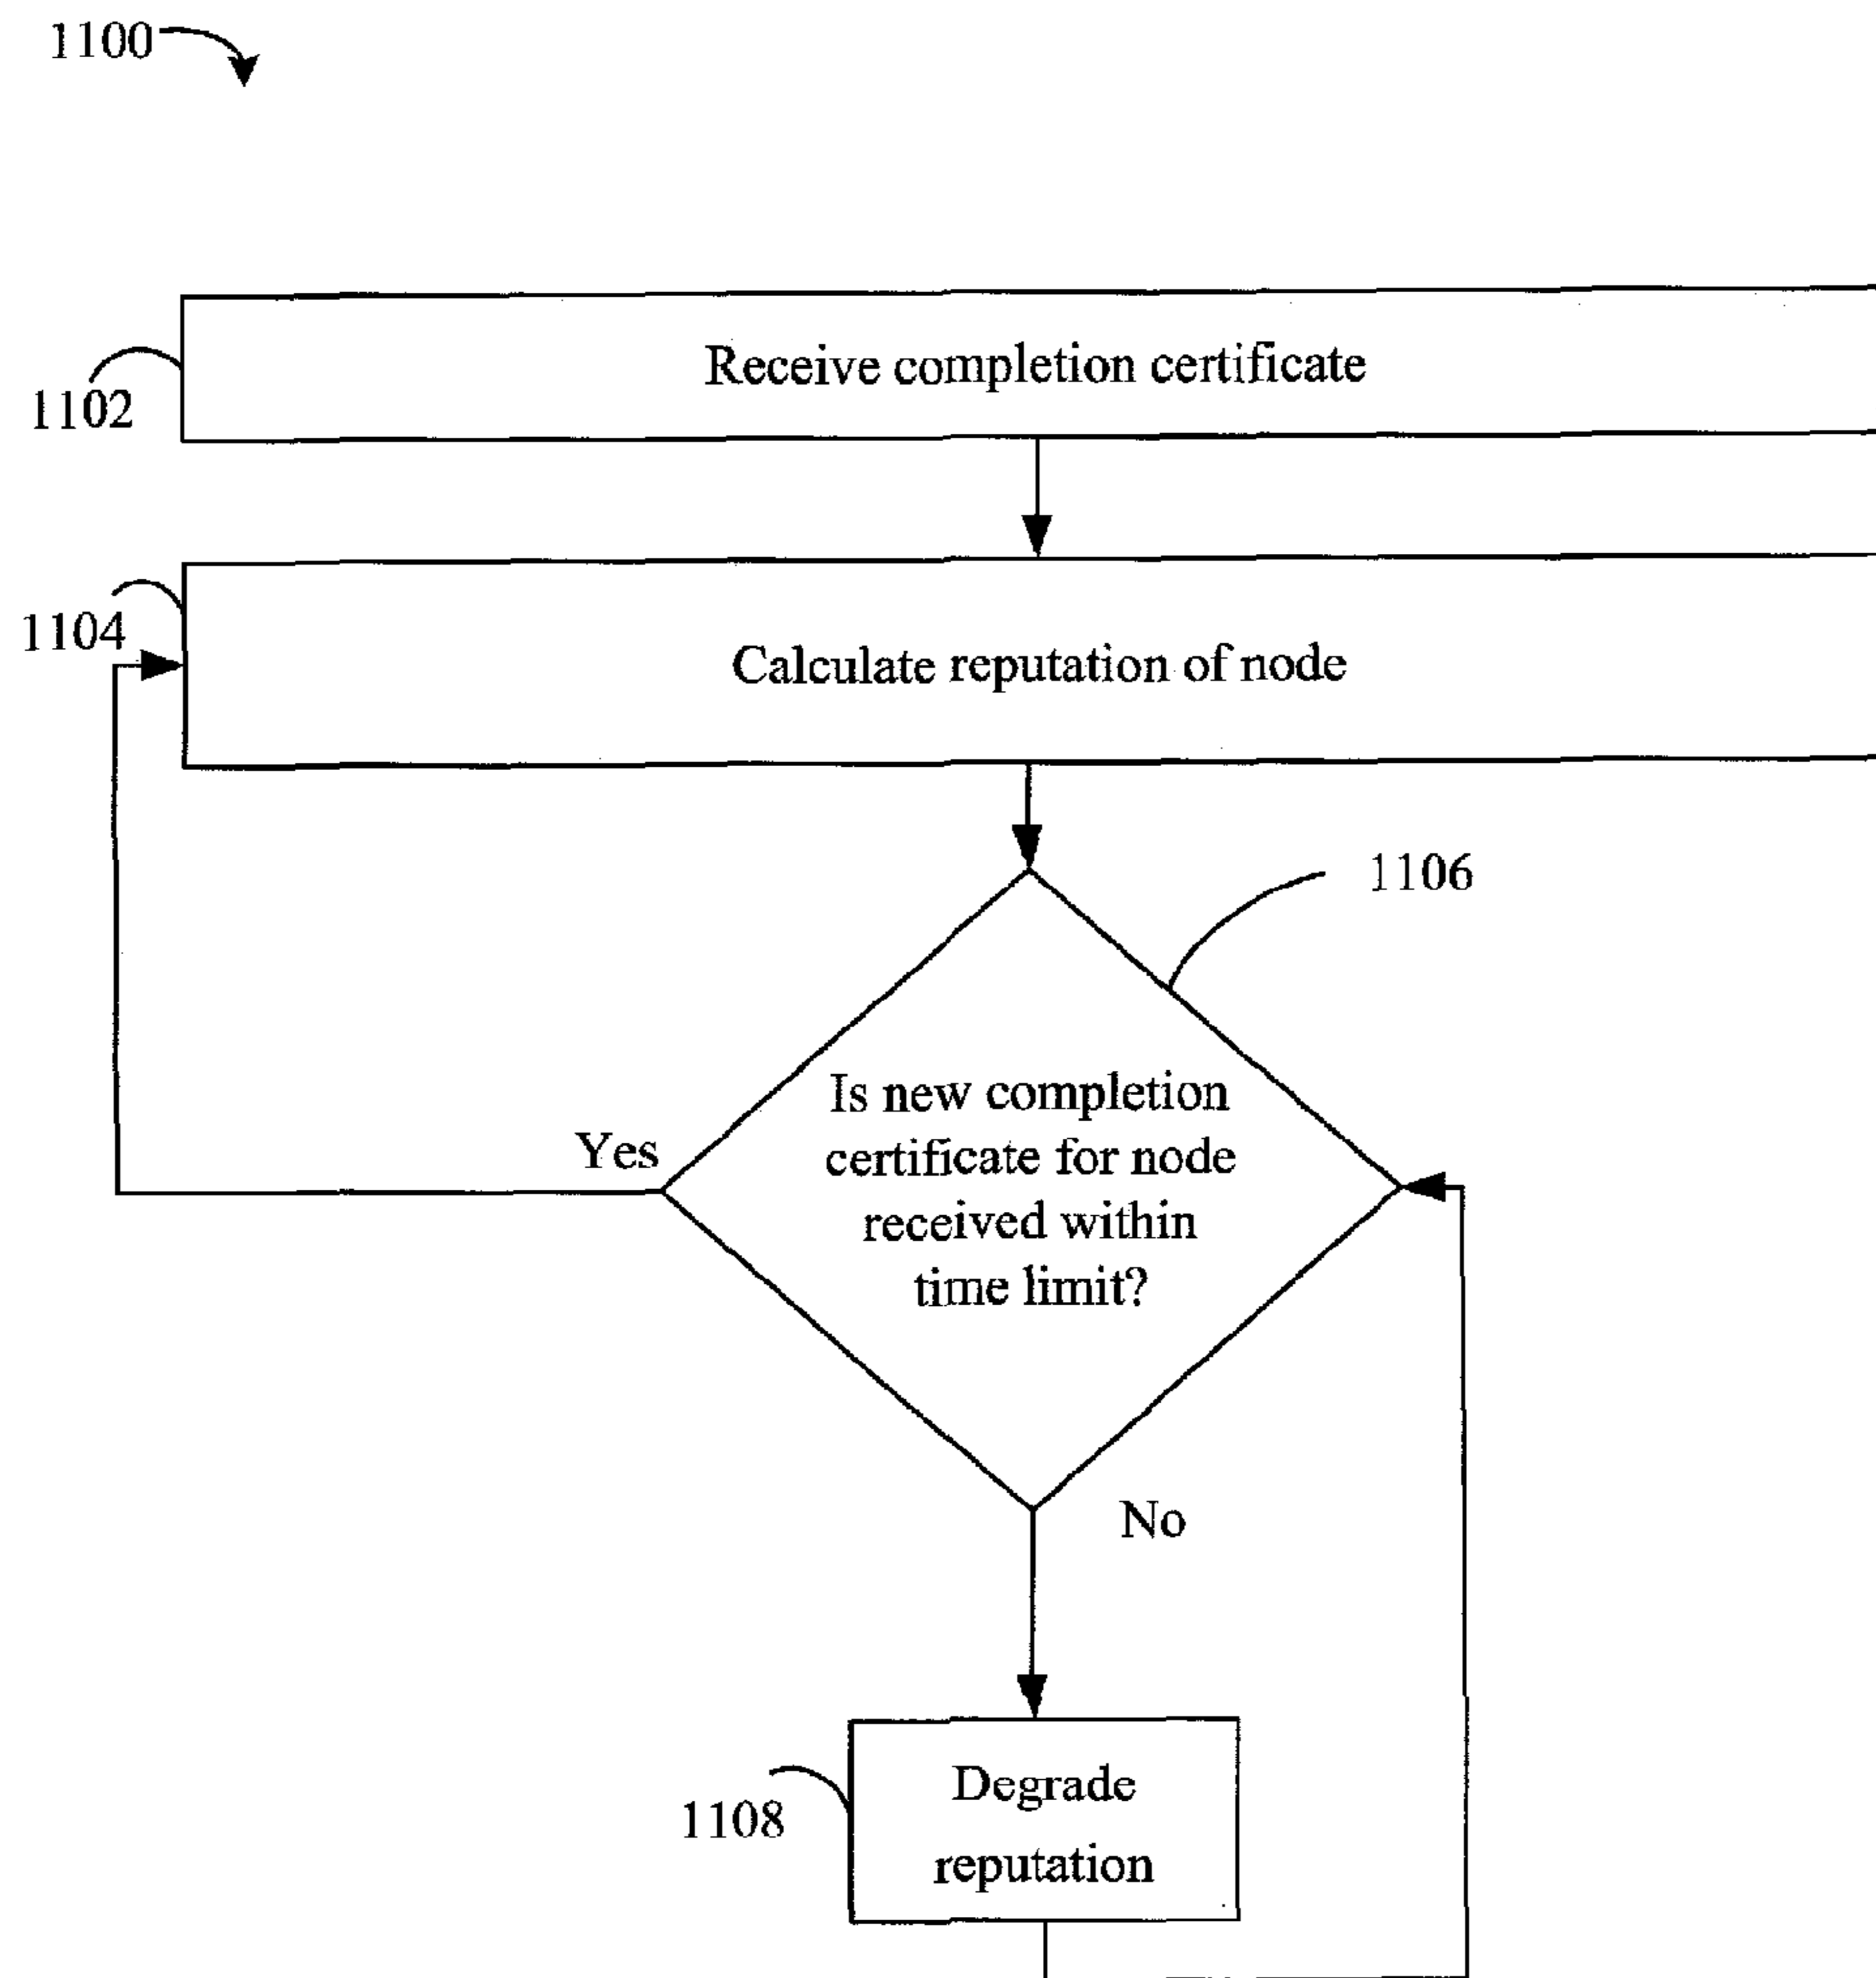 1100
Receive completion certificate
1102
1104
Calculate reputation of node
1106
Is new completion
certificate for node
received within
time limit?
Yes
No
Degrade
reputation
1108